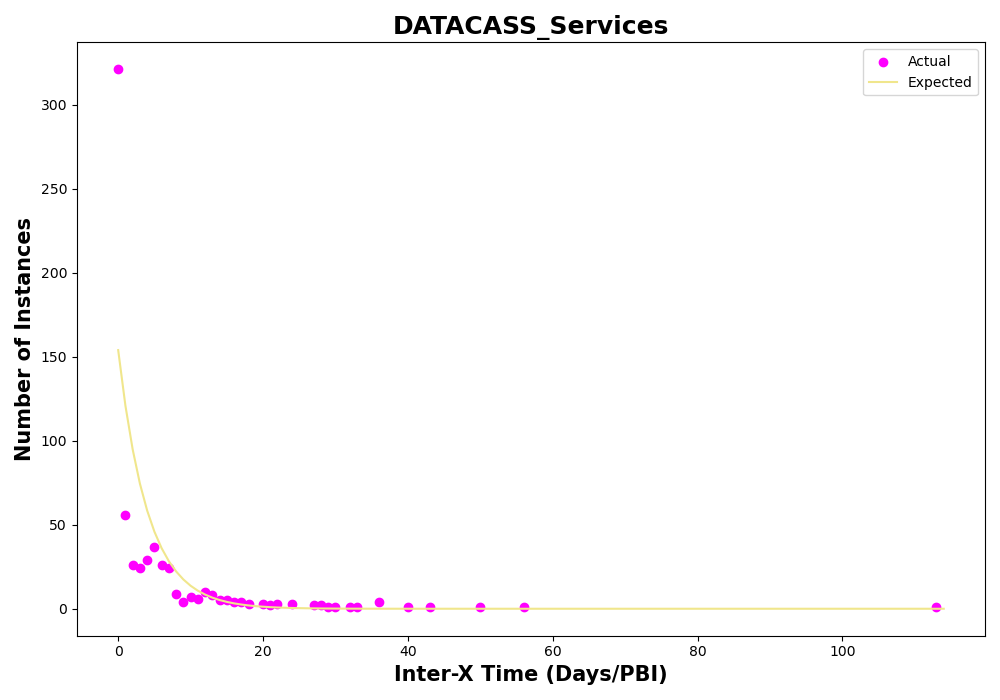 DATACASS_Services
Actual
Expected
Number of Instances
300
250
200
150
100
50
0
0 20 40 60 80 100
Inter-X Time (Days/PBI)